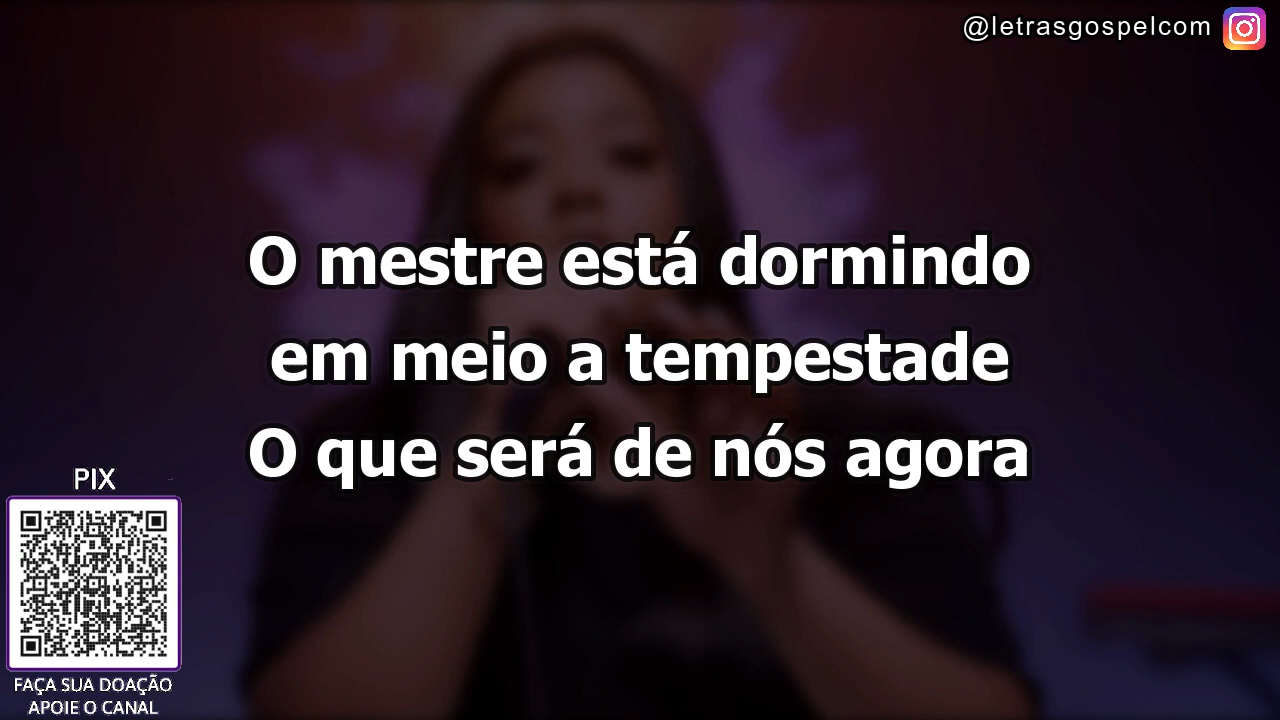 @letrasgospelcom
O mestre está dormindo
em meio a tempestade
O que será de nós agora
PIX
FAÇA SUA DOAÇÃO
APOIE O CANAL